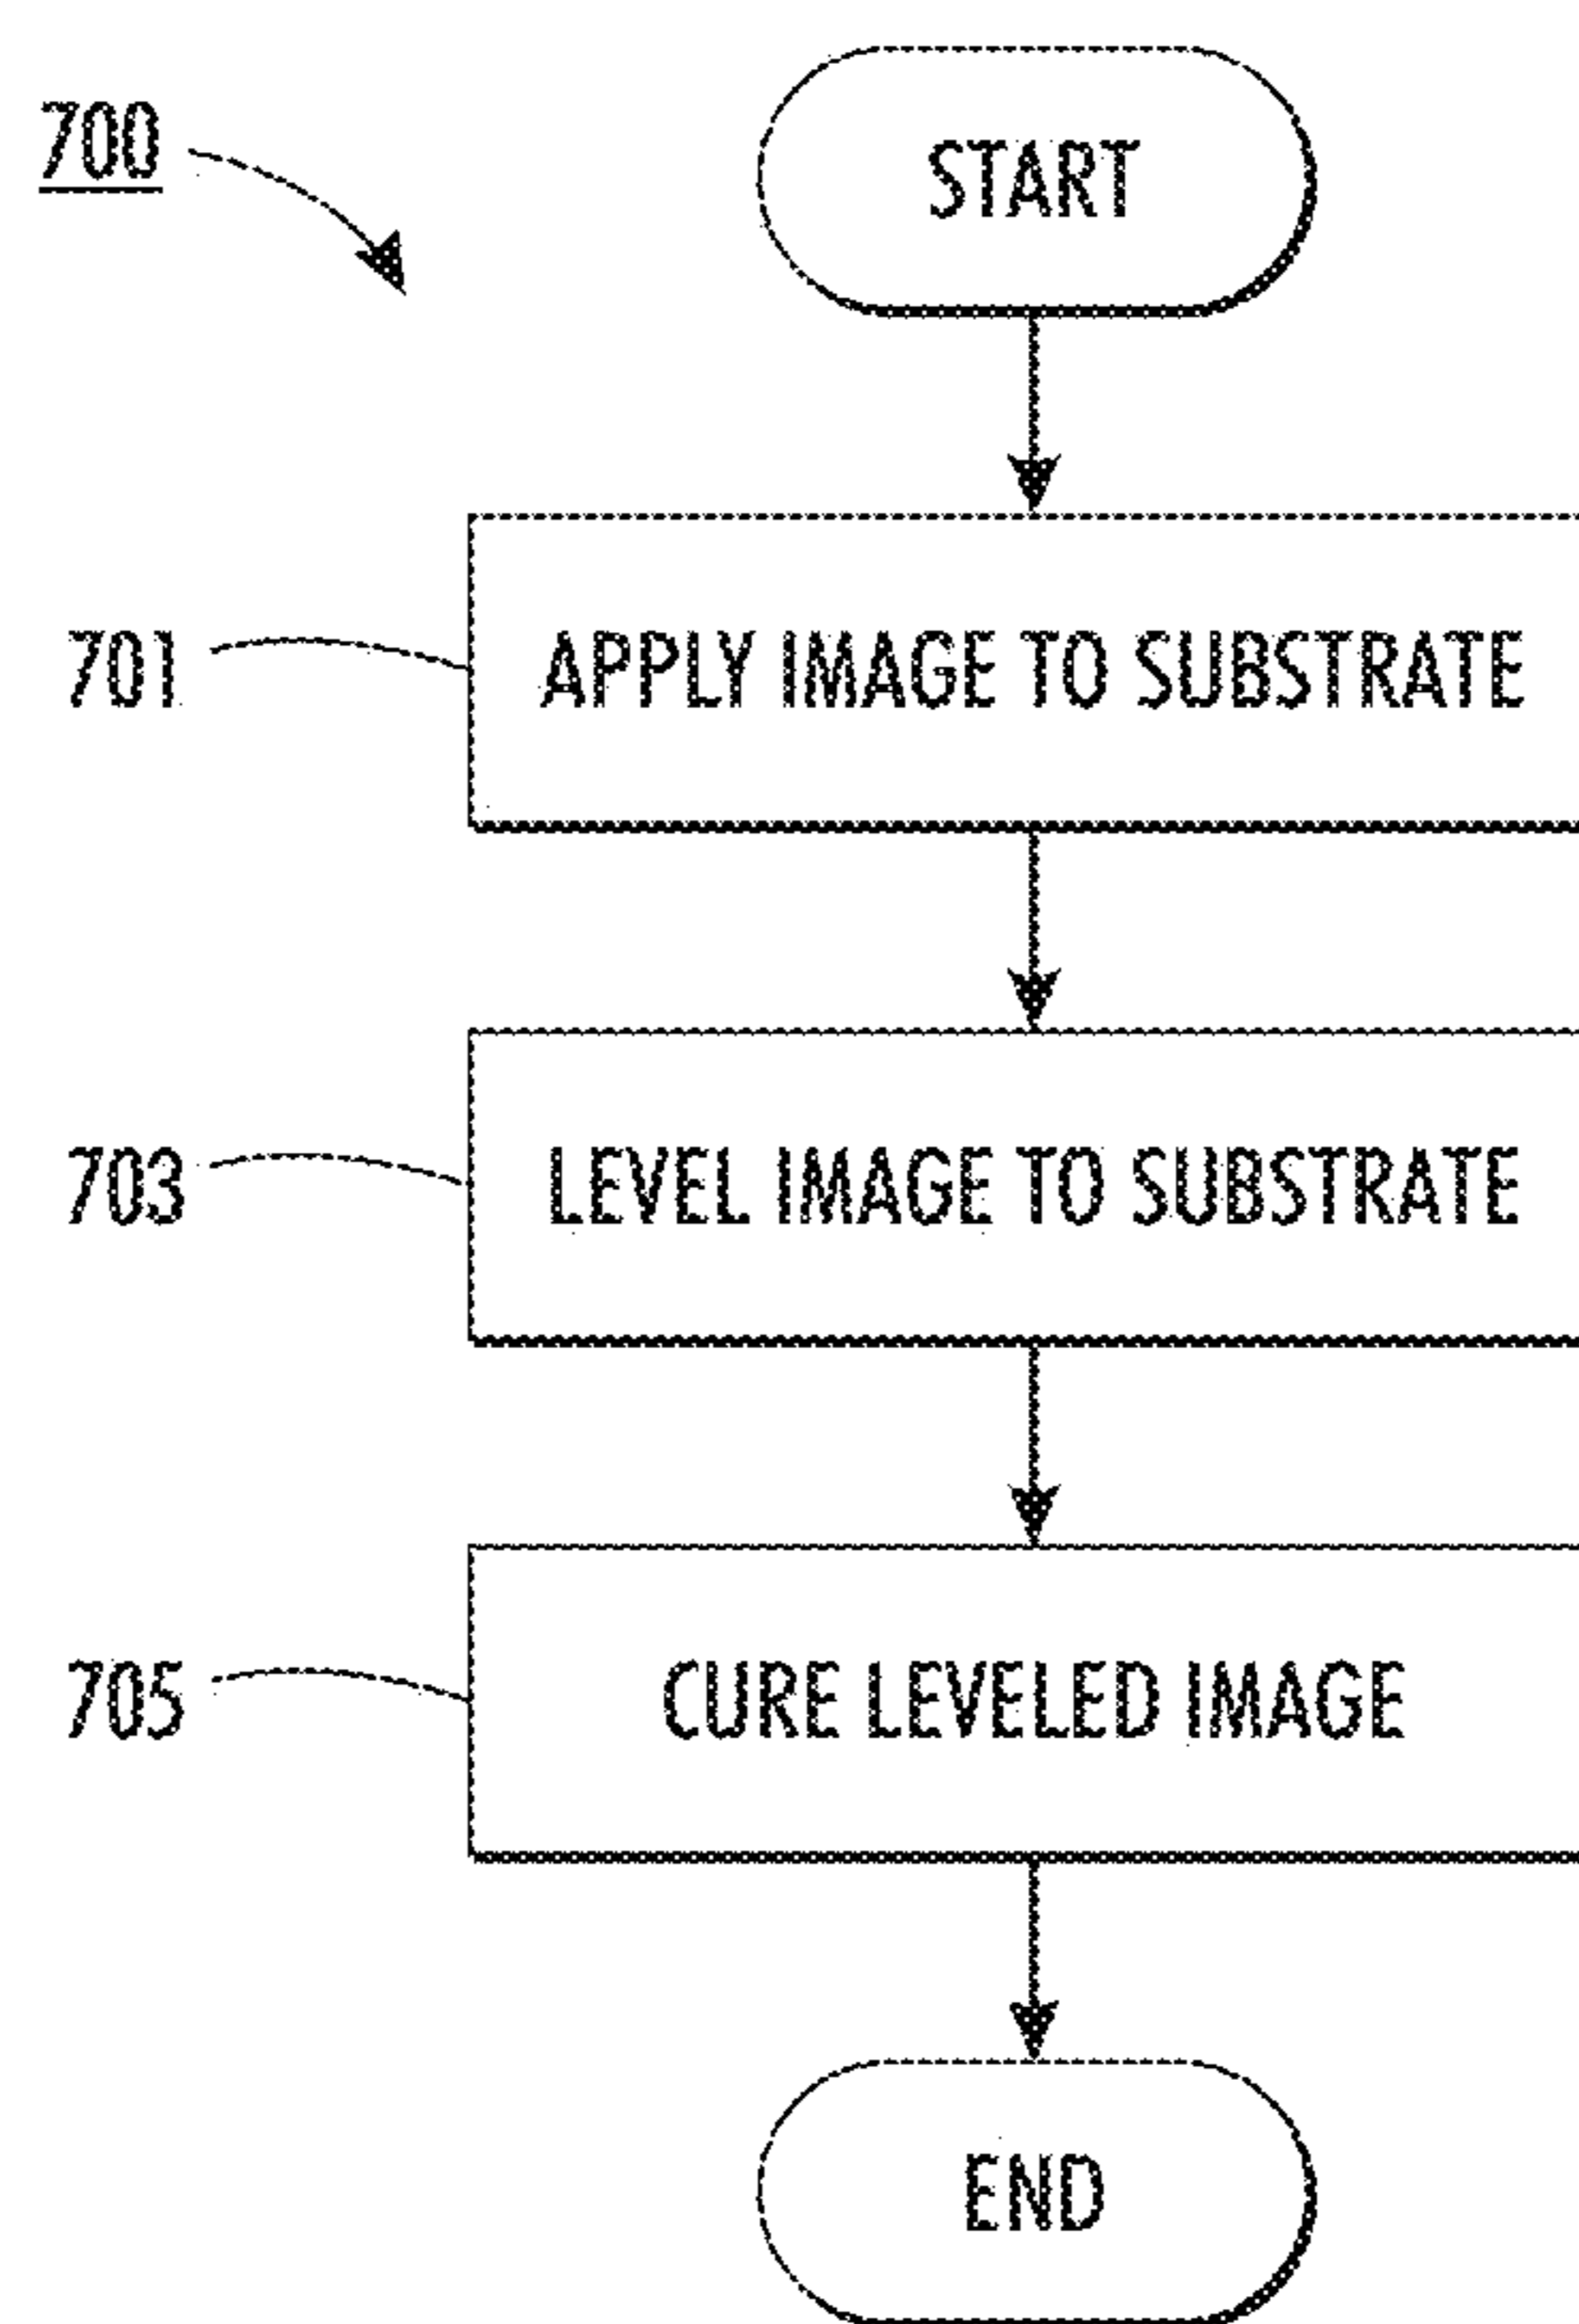 700
START
701
APPLY IMAGE TO SUBSTRATE
703
LEVEL IMAGE TO SUBSTRATE
705
CURE LEVELED IMAGE
END